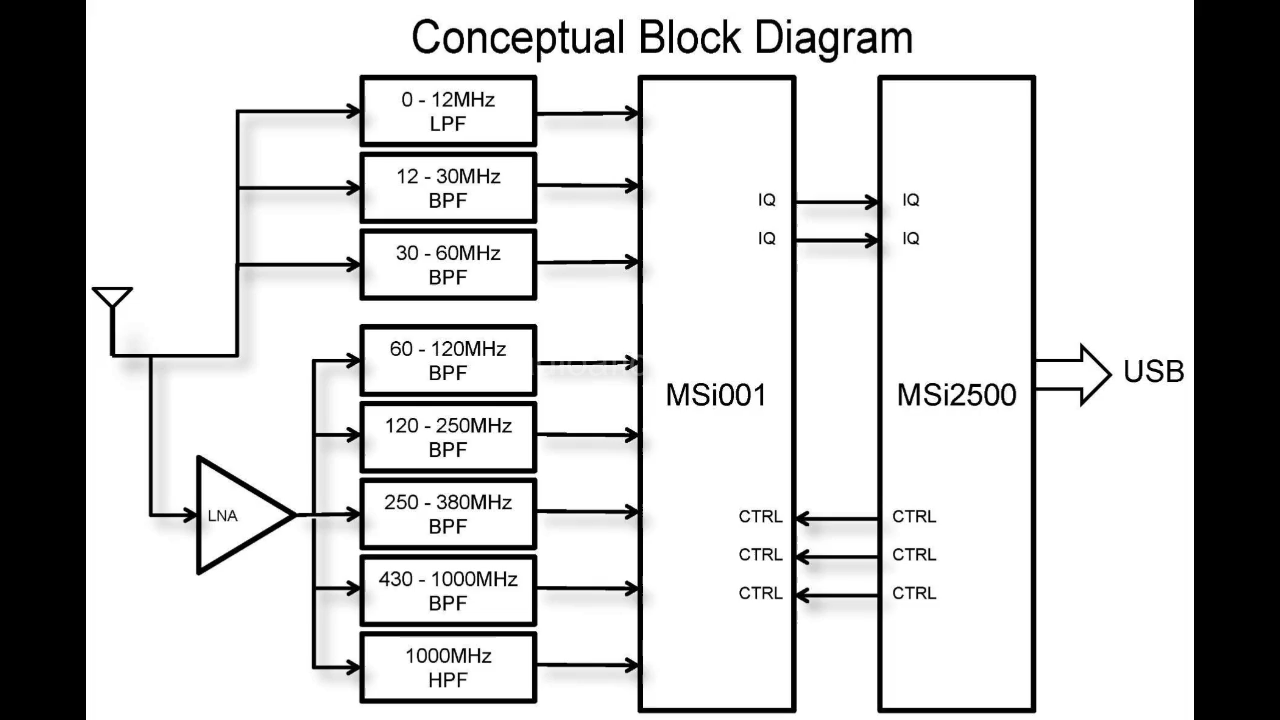 Conceptual Block Diagram
0 - 12MHz
LPF
12 - 30MHz
BPF
30 - 60MHz
BPF
60 - 120MHz
BPF
120 - 250MHz
BPF
250 - 380MHz
BPF
430 - 1000MHz
BPF
1000MHz
HPF
LNA
MSi001
IQ
IQ
CTRL
CTRL
CTRL
MSi2500
IQ
IQ
CTRL
CTRL
CTRL
USB